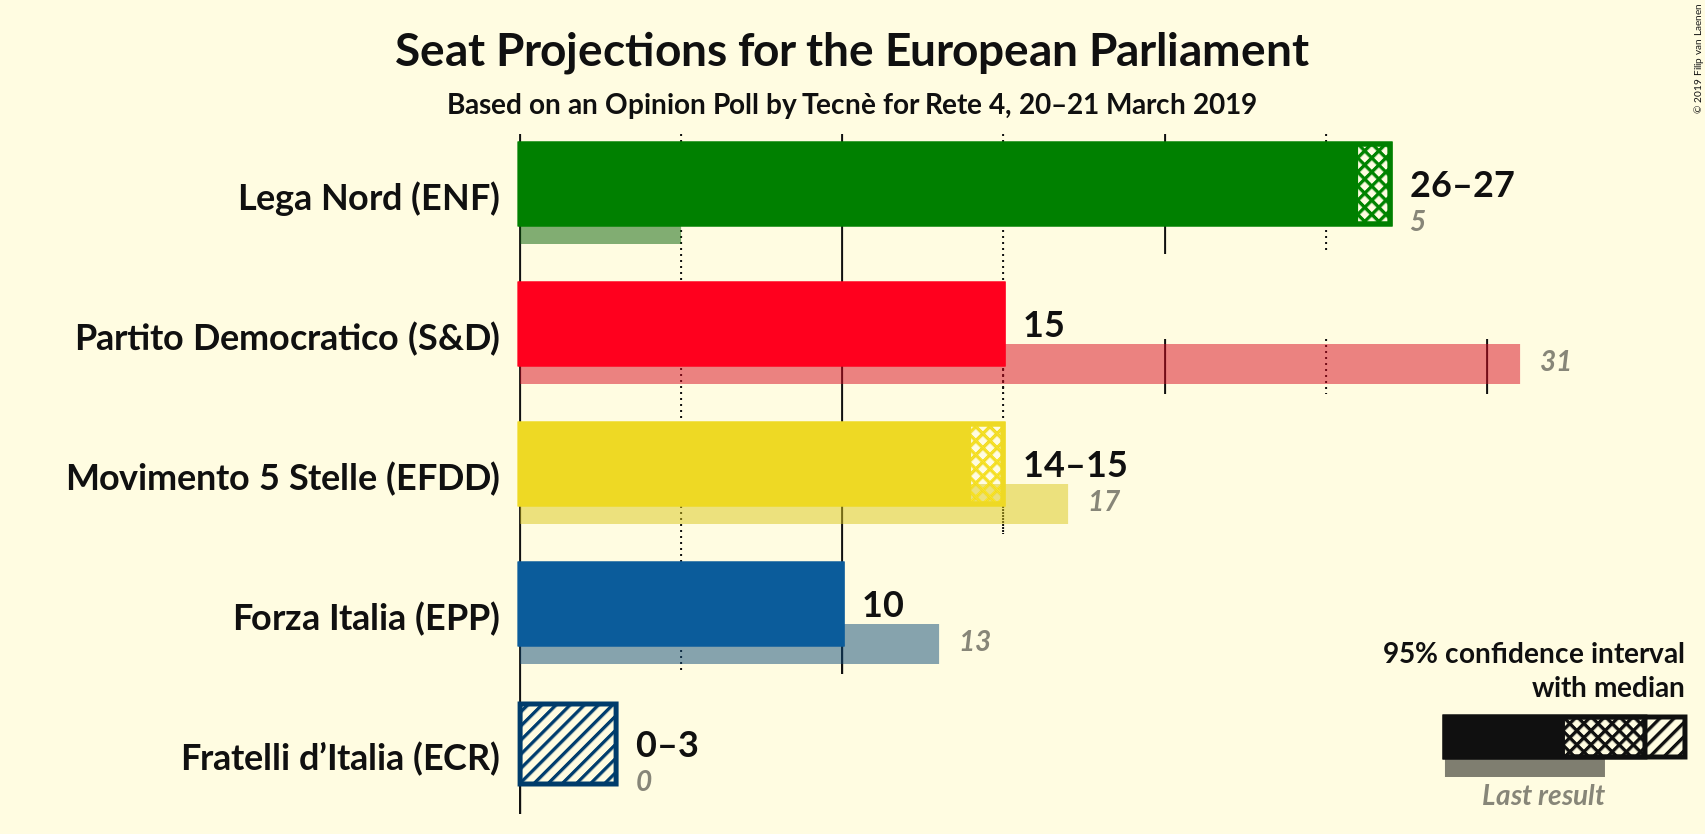 Seat Projections for the European Parliament
Based on an Opinion Poll by Tecnè for Rete 4, 20–21 March 2019
© 2019 Filip van Laenen
Lega Nord (ENF)
26–27
5
Partito Democratico (S&D)
15
31
Movimento 5 Stelle (EFDD)
14–15
17
Forza Italia (EPP)
10
13
Fratelli d’Italia (ECR)
0–3
0
95% confidence interval
with median
Last result